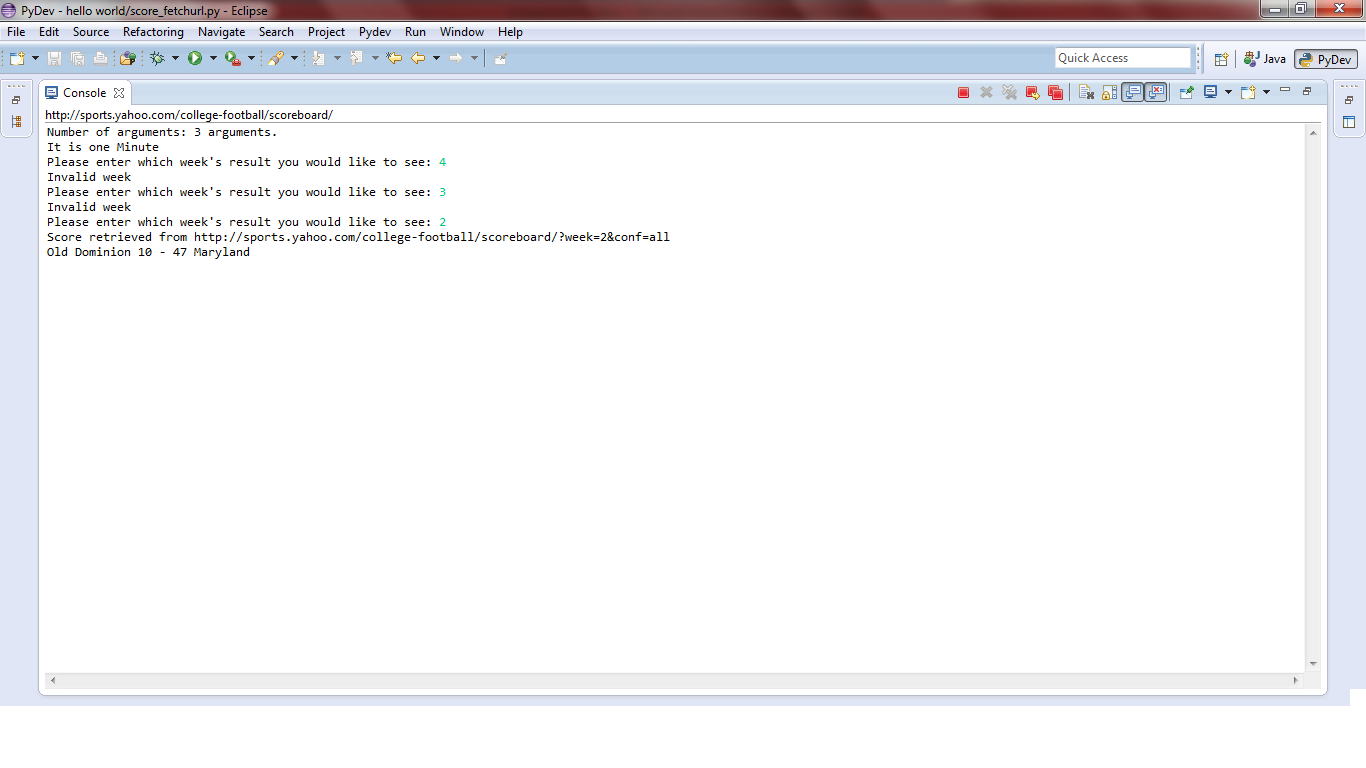 PyDev - hello world/score_fetchurl.py - Eclipse
File Edit Source Refactoring Navigate Search Project Pydev Run Window Help
Quick Access
Java
PyDev
Console
http://sports.yahoo.com/college-football/scoreboard/
Number of arguments: 3 arguments.
It is one Minute
Please enter which week's result you would like to see: 4
Invalid week
Please enter which week's result you would like to see: 3
Invalid week
Please enter which week's result you would like to see: 2
Score retrieved from http://sports.yahoo.com/college-football/scoreboard/?week=2&conf=all
Old Dominion 10 - 47 Maryland